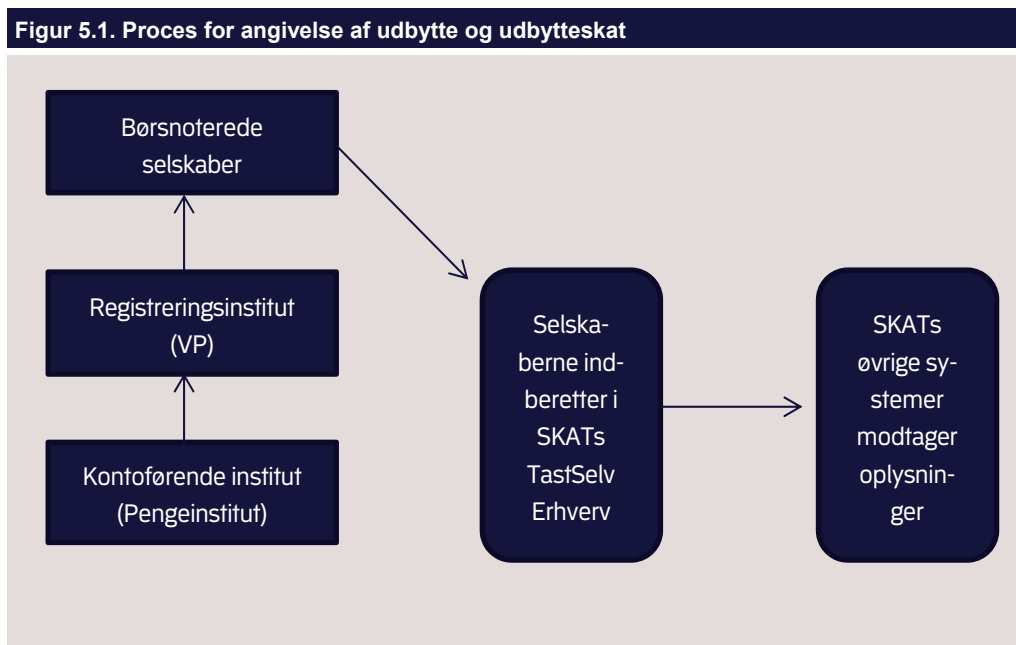 Figur 5.1. Proces for angivelse af udbytte og udbytteskat
Børsnoterede
selskaber
Registreringsinstitut
(VP)
Kontoførende institut
(Pengeinstitut)
Selska-
berne ind-
beretter i
SKATs
TastSelv
Erhverv
SKATs
øvrige sy-
stemer
modtager
oplysnin-
ger